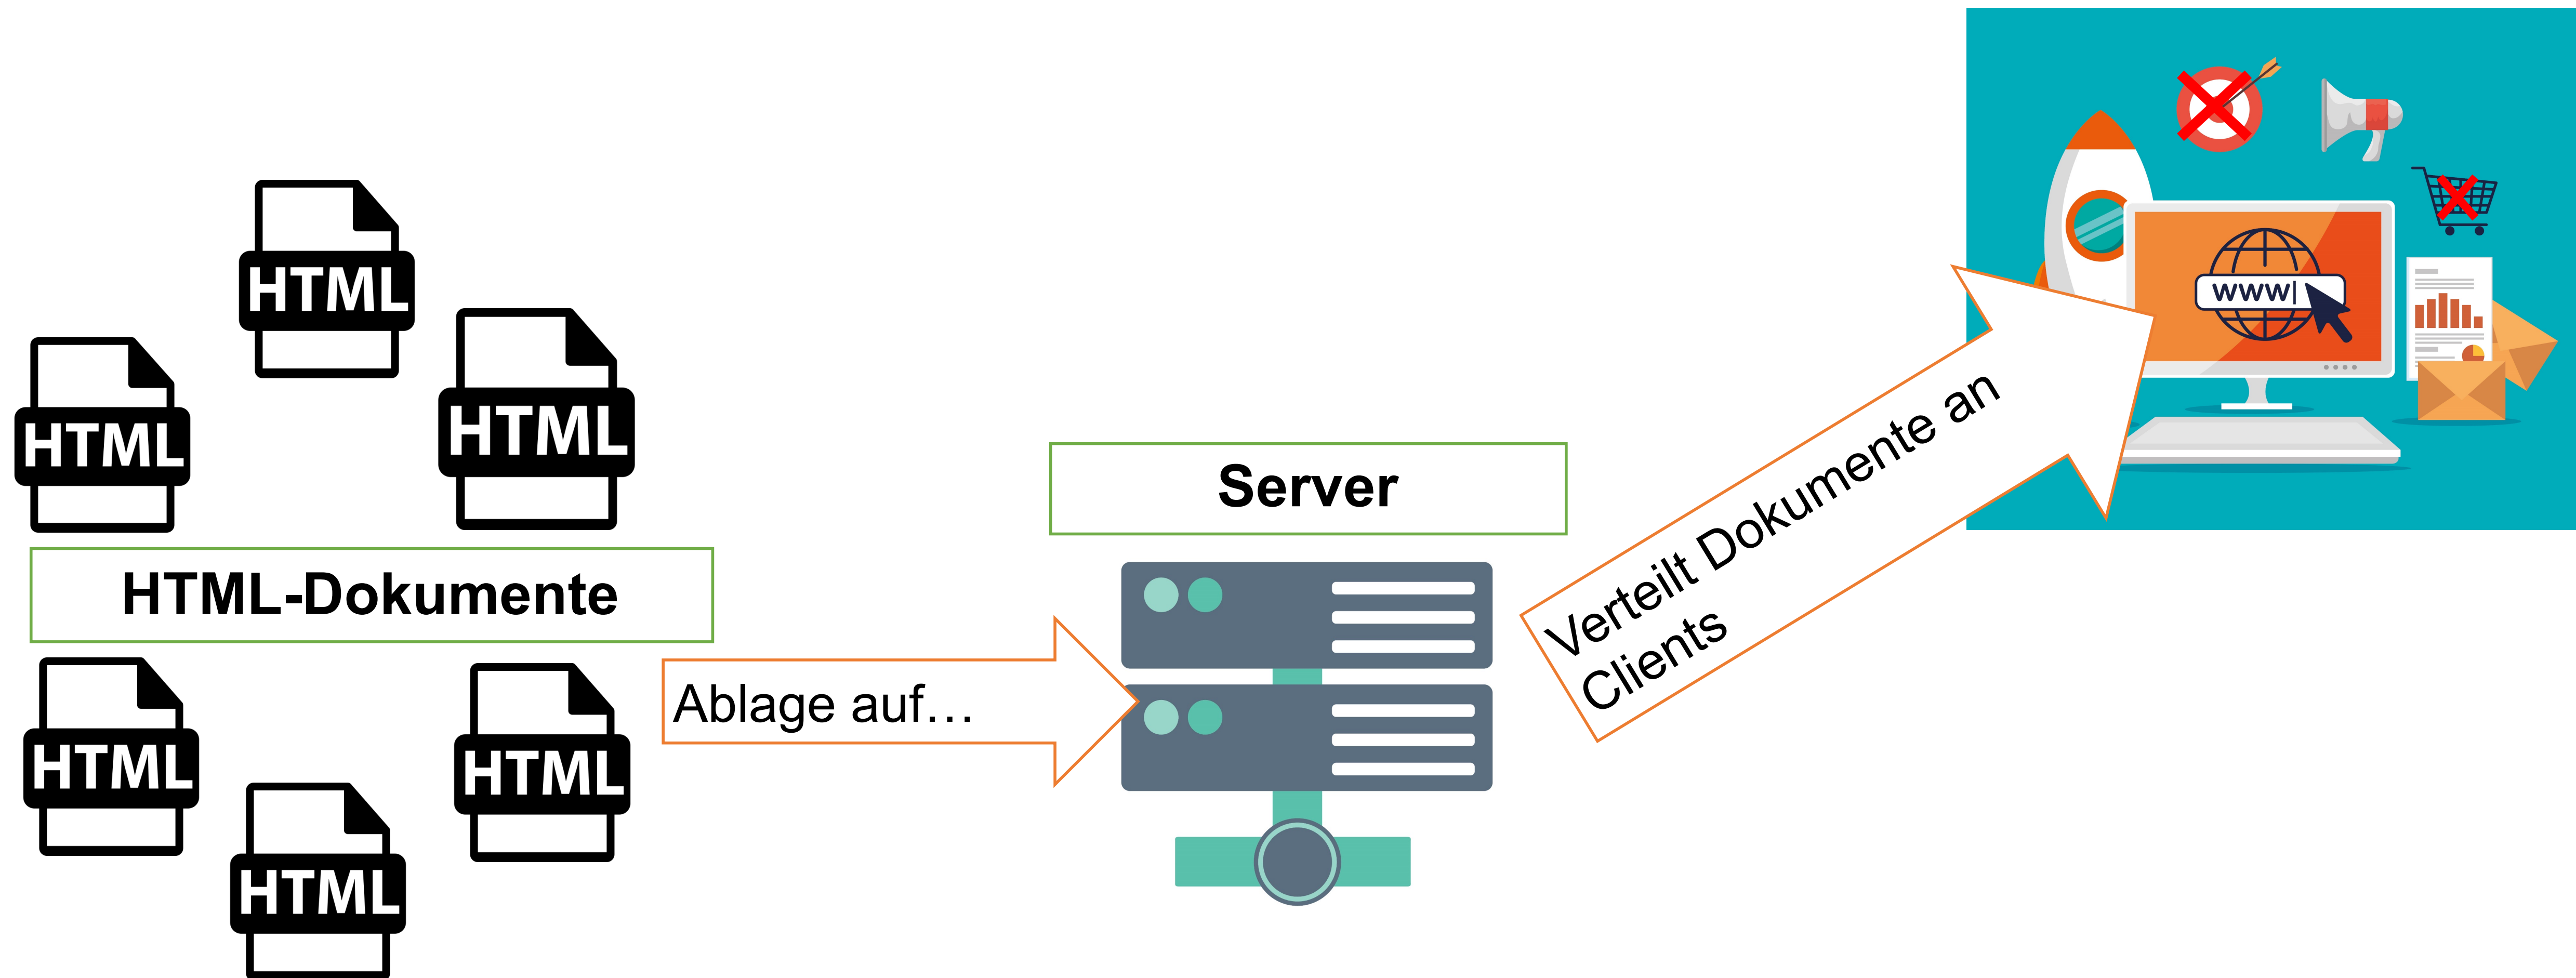 HTML
HTML
HTML
HTML-Dokumente
HTML
HTML
HTML
Ablage auf…
Server
Verteilt Dokumente an
Clients
www